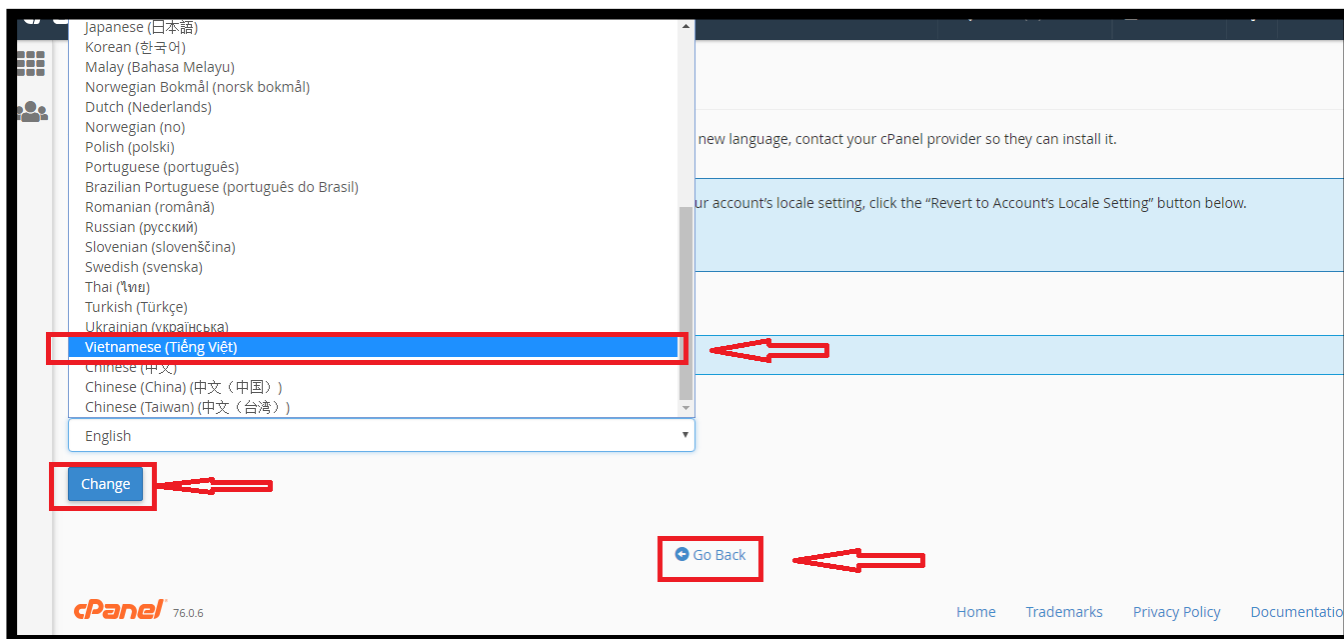 Japanese (日本語)
Korean (한국어)
Malay (Bahasa Melayu)
Norwegian Bokmål (norsk bokmål)
Dutch (Nederlands)
Norwegian (no)
Polish (polski)
Portuguese (português)
Brazilian Portuguese (português do Brasil)
Romanian (română)
Russian (русский)
Slovenian (slovenščina)
Swedish (svenska)
Thai (ไทย)
Turkish (Türkçe)
Ukrainian (українська)
Vietnamese (Tiếng Việt)
Chinese (中文)
Chinese (China) (中文（中国）)
Chinese (Taiwan) (中文（台湾）)
new language, contact your cPanel provider so they can install it.
account's locale setting, click the “Revert to Account's Locale Setting” button below.
English
Change
Go Back
cPanel 76.0.6
Home Trademarks Privacy Policy